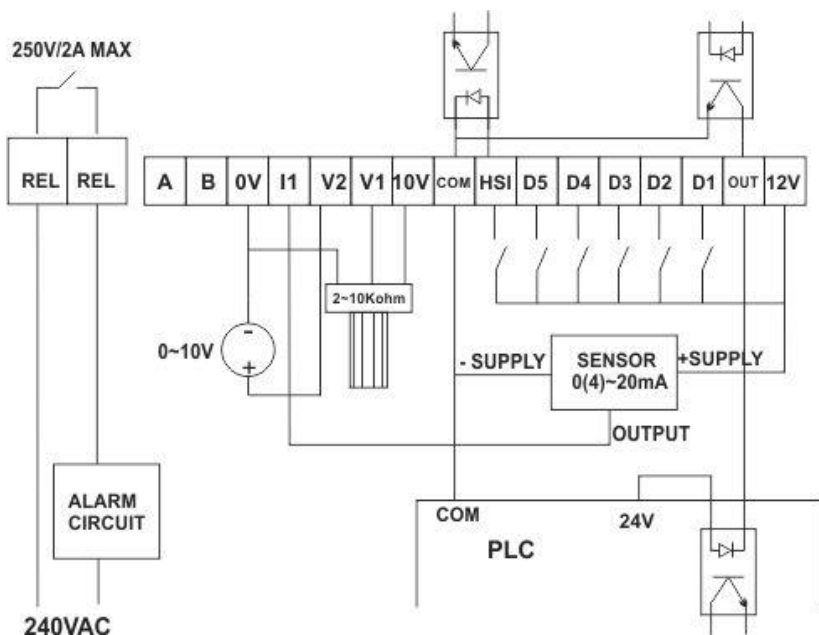 250V/2A MAX
REL REL A B 0V I1 V2 V1 10V COM HSI D5 D4 D3 D2 D1 OUT 12V
2~10Kohm
0~10V
-
+
- SUPPLY
SENSOR
0(4)~20mA
+SUPPLY
OUTPUT
ALARM
CIRCUIT
COM
24V
PLC
240VAC